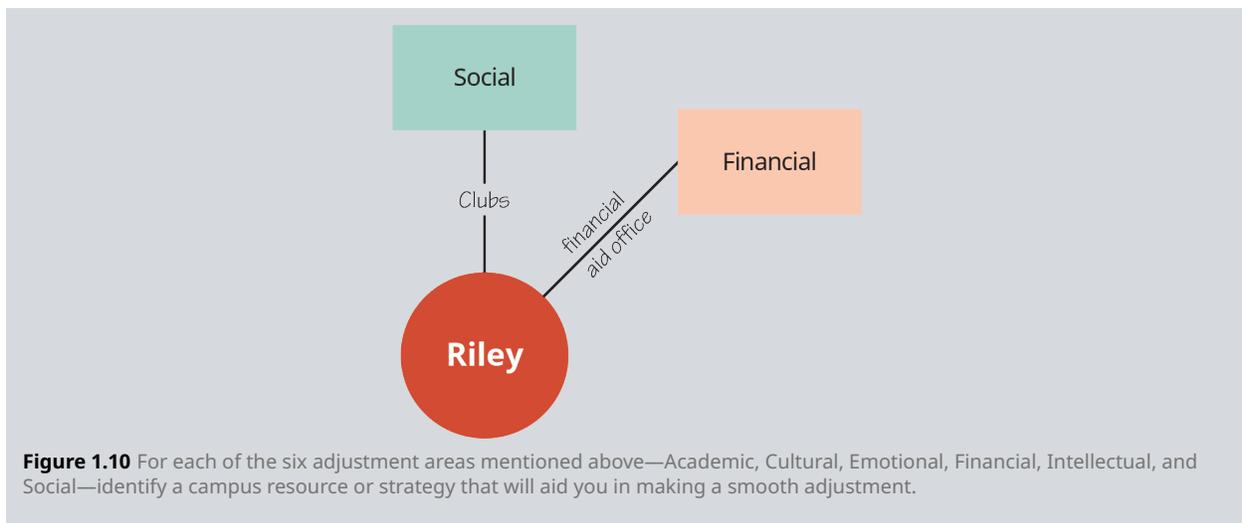 Social
Financial
Clubs
financial
aid office
Riley
Figure 1.10 For each of the six adjustment areas mentioned above—Academic, Cultural, Emotional, Financial, Intellectual, and
Social—identify a campus resource or strategy that will aid you in making a smooth adjustment.